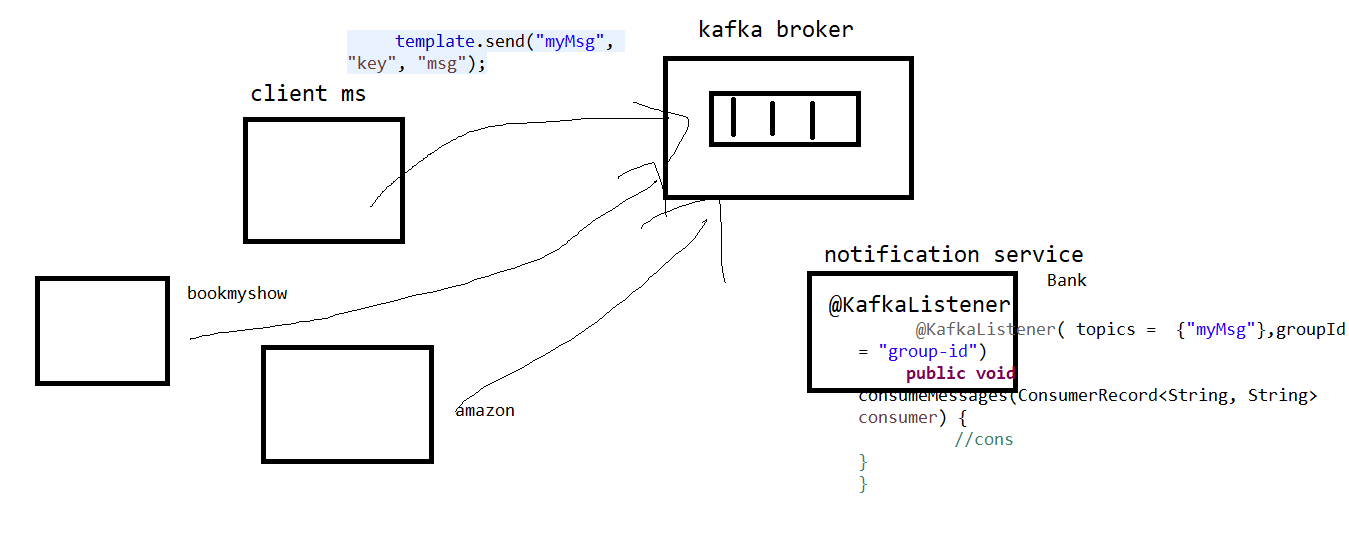 kafka broker
template.send("myMsg",
"key", "msg");
client ms
notification service
Bank
bookmyshow
@KafkaListener
@KafkaListener( topics =  {"myMsg"},groupId
= "group-id")
public void
consumeMessages(ConsumerRecord<String, String>
consumer) {
//cons
}
}
amazon